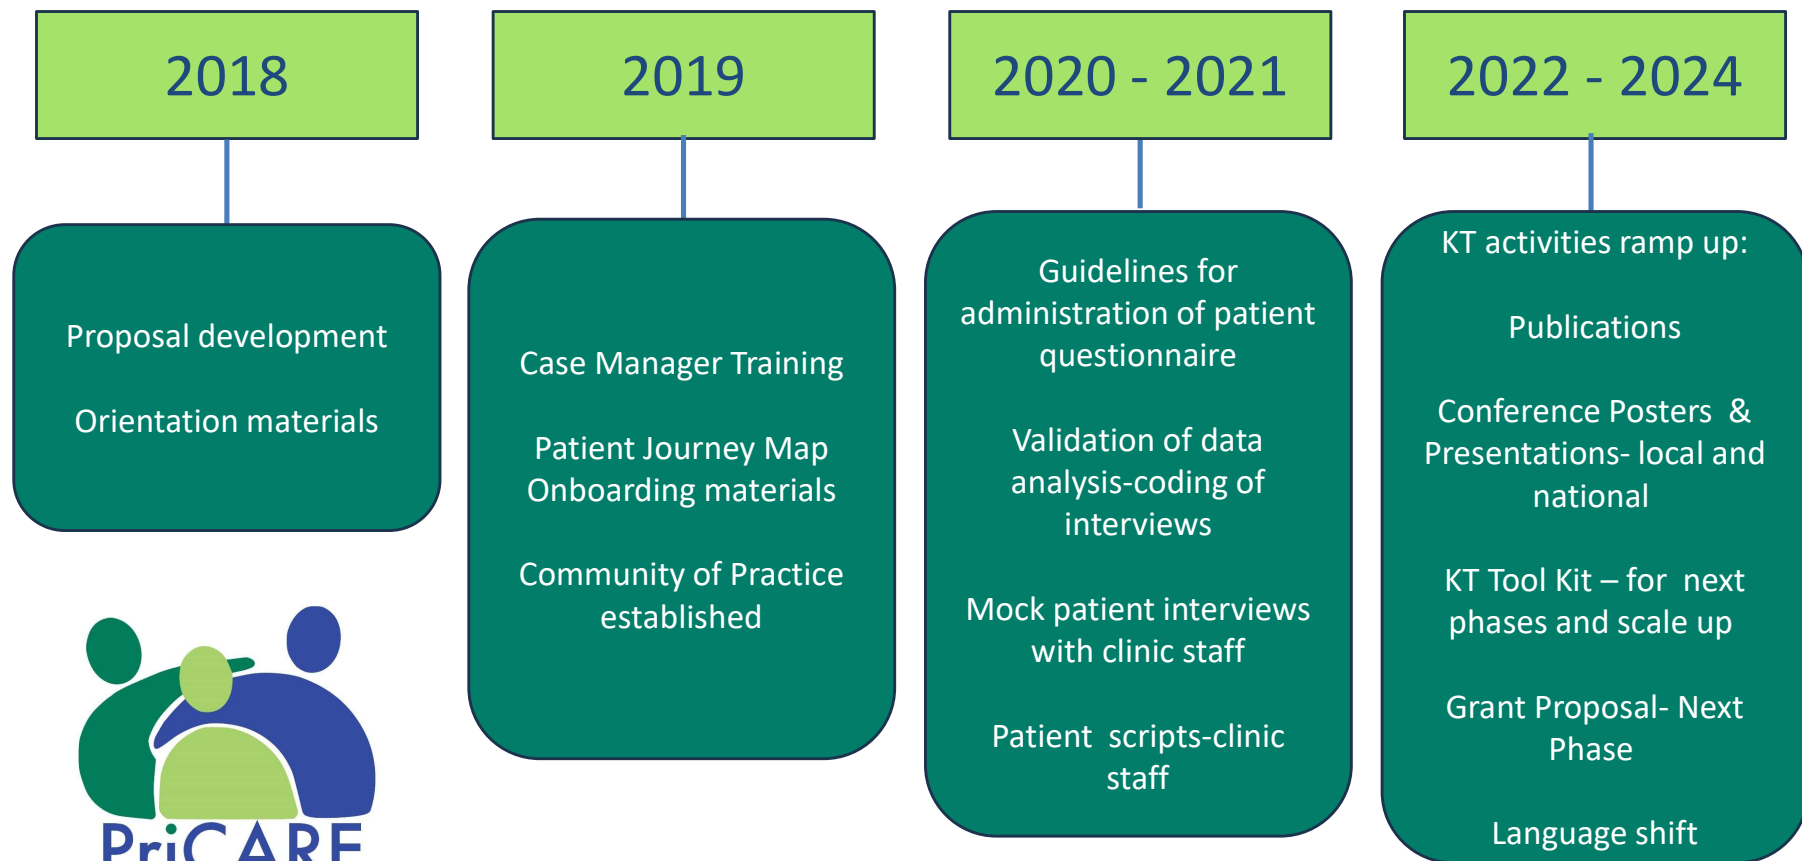 2018
Proposal development
Orientation materials
2019
Case Manager Training
Patient Journey Map
Onboarding materials
Community of Practice
established
2020 - 2021
Guidelines for
administration of patient
questionnaire
Validation of data
analysis-coding of
interviews
Mock patient interviews
with clinic staff
Patient scripts-clinic
staff
2022 - 2024
KT activities ramp up:
Publications
Conference Posters & 
Presentations- local and
national
KT Tool Kit – for next
phases and scale up
Grant Proposal- Next
Phase
Language shift
PriCARE